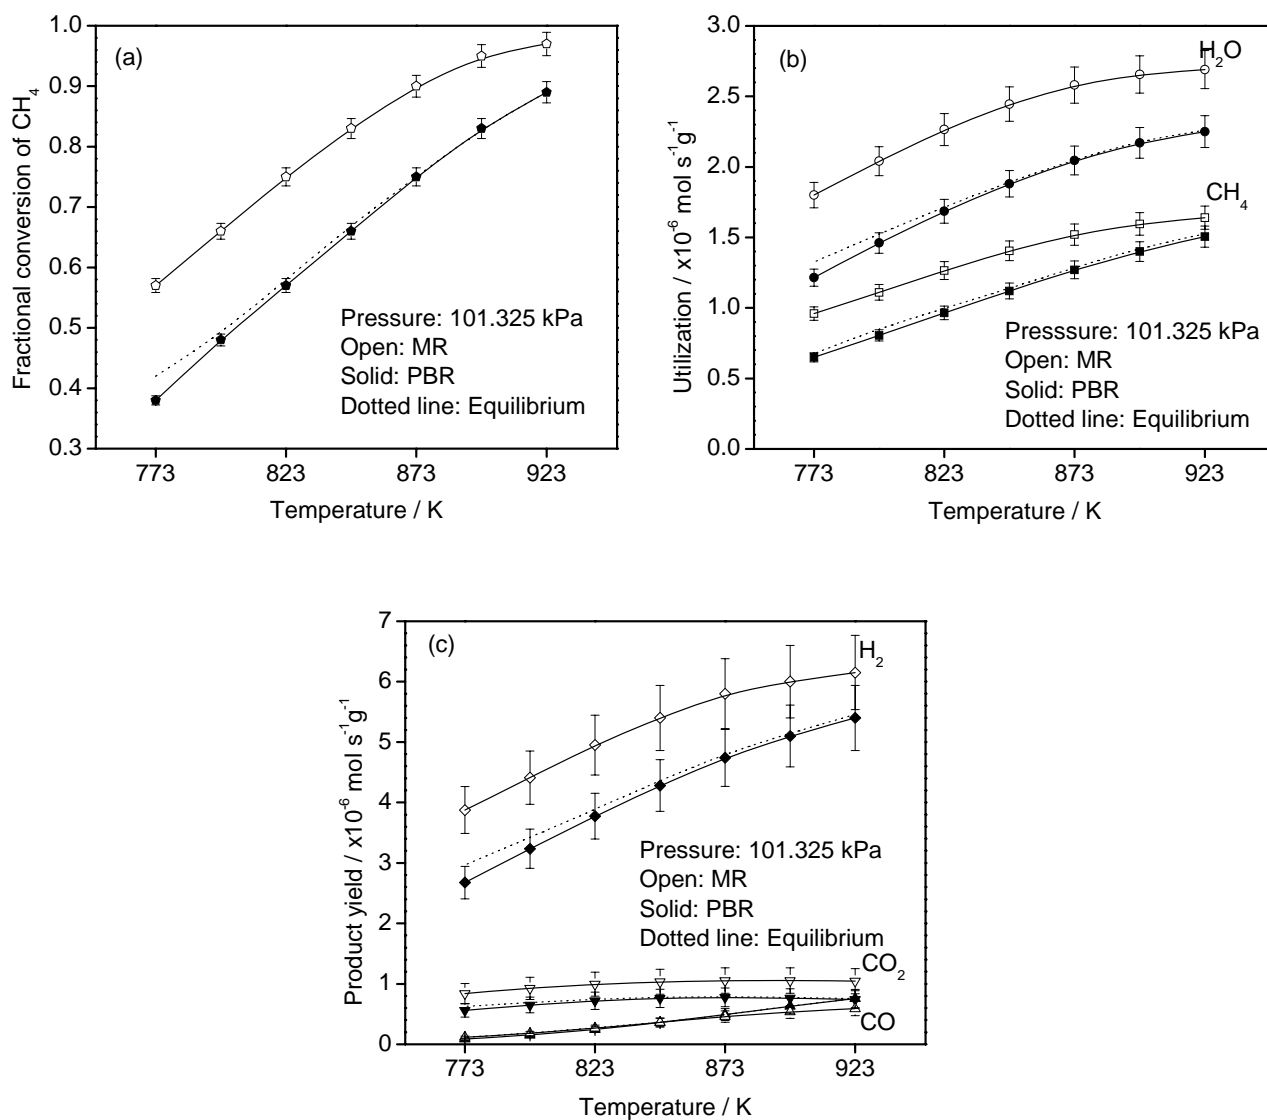 (a)
Fractional conversion of CH4
1.0
0.9
0.8
0.7
0.6
0.5
0.4
0.3
Pressure: 101.325 kPa
Open: MR
Solid: PBR
Dotted line: Equilibrium
773 823 873 923
Temperature / K
(b)
H2O
CH4
Utilization / x10-6 mol s-1g-1
3.0
2.5
2.0
1.5
1.0
0.5
0.0
Presssure: 101.325 kPa
Open: MR
Solid: PBR
Dotted line: Equilibrium
773 823 873 923
Temperature / K
(c)
H2
Product yield / x10-6 mol s-1g-1
7
6
5
4
3
2
1
0
Pressure: 101.325 kPa
Open: MR
Solid: PBR
Dotted line: Equilibrium
CO2
CO
773 823 873 923
Temperature / K